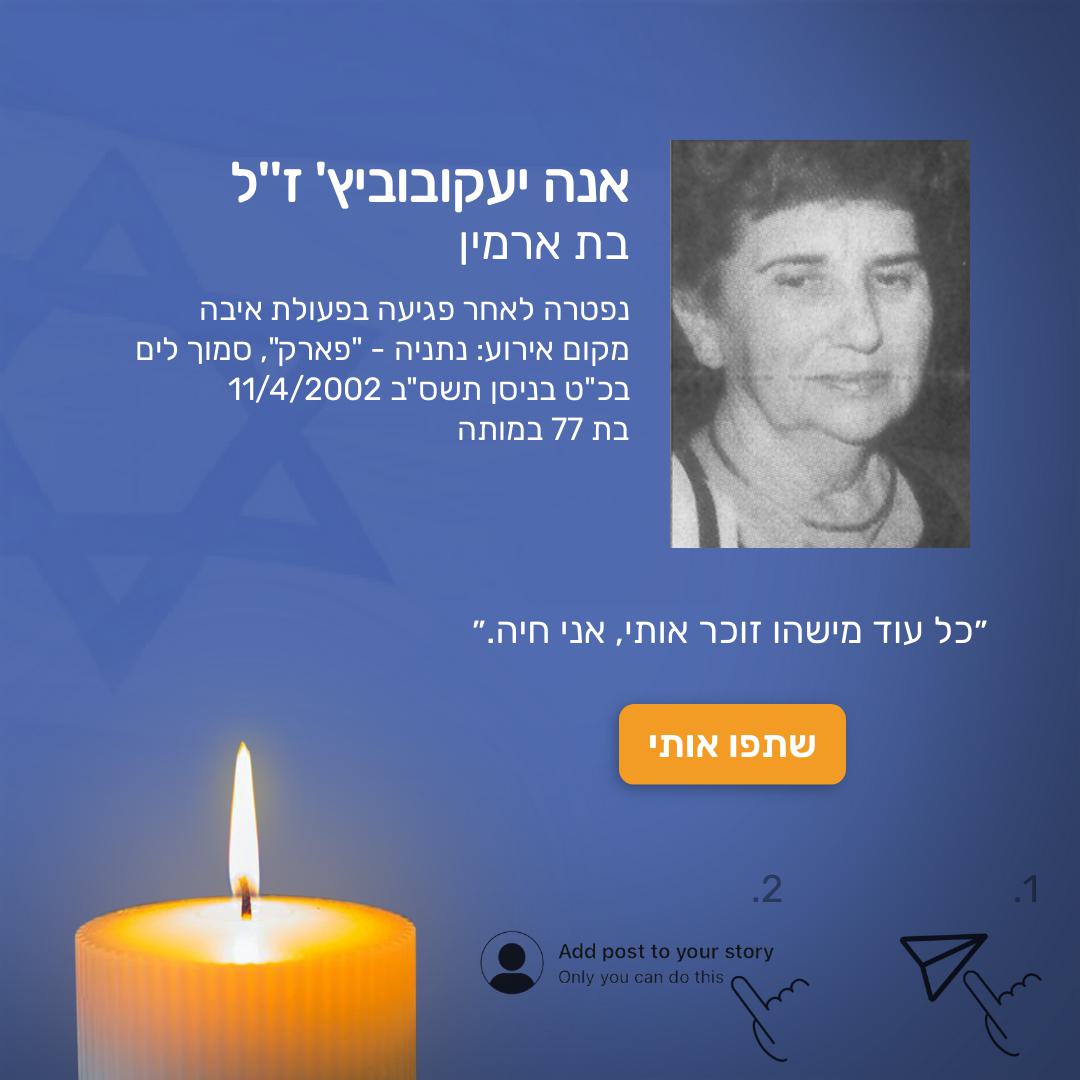 אנה יעקובוביץ' ז''ל
בת ארמין
נפטרה לאחר פגיעה בפעולת איבה
מקום אירוע: נתניה - "פארק", סמוך לים
בכ"ט בניסן תשס"ב 11/4/2002
בת 77 במותה
״כל עוד מישהו זוכר אותי, אני חיה.״
שתפו אותי
1.
2.
Add post to your story
Only you can do this